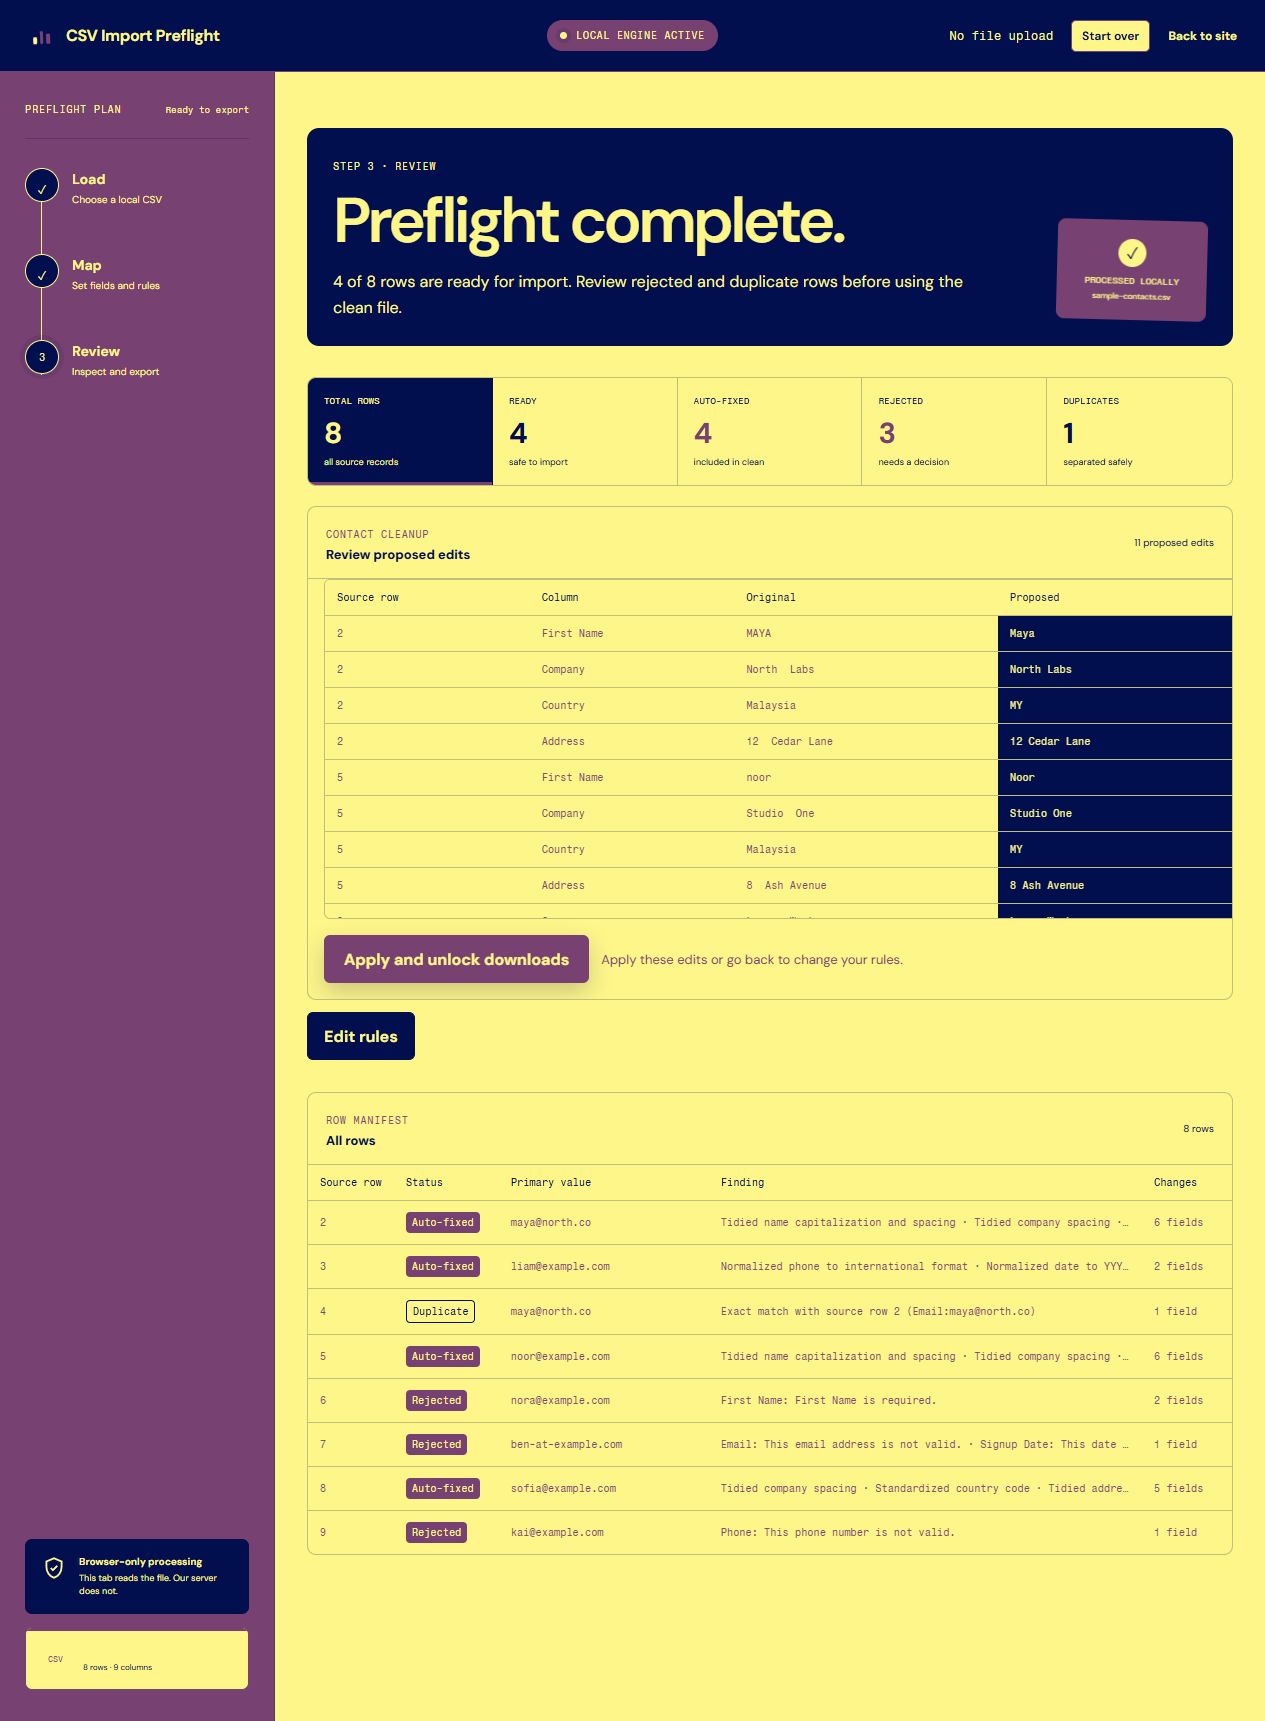 CSV Import Preflight
LOCAL ENGINE ACTIVE
No file upload
Start over
Back to site
PREFLIGHT PLAN
Ready to export
✓
Load
Choose a local CSV
✓
Map
Set fields and rules
3
Review
Inspect and export
STEP 3 · REVIEW
Preflight complete.
4 of 8 rows are ready for import. Review rejected and duplicate rows before using the
clean file.
✓
PROCESSED LOCALLY
sample-contacts.csv
TOTAL ROWS
8
all source records
READY
4
safe to import
AUTO-FIXED
4
included in clean
REJECTED
3
needs a decision
DUPLICATES
1
separated safely
CONTACT CLEANUP
Review proposed edits
11 proposed edits
Source row Column Original Proposed
2 First Name MAYA Maya
2 Company North  Labs North Labs
2 Country Malaysia MY
2 Address 12  Cedar Lane 12 Cedar Lane
5 First Name noor Noor
5 Company Studio  One Studio One
5 Country Malaysia MY
5 Address 8  Ash Avenue 8 Ash Avenue
Apply and unlock downloads
Apply these edits or go back to change your rules.
Edit rules
ROW MANIFEST
All rows
8 rows
Source row Status Primary value Finding Changes
2 Auto-fixed maya@north.co Tidied name capitalization and spacing · Tidied company spacing ·… 6 fields
3 Auto-fixed liam@example.com Normalized phone to international format · Normalized date to YYY… 2 fields
4 Duplicate maya@north.co Exact match with source row 2 (Email:maya@north.co) 1 field
5 Auto-fixed noor@example.com Tidied name capitalization and spacing · Tidied company spacing ·… 6 fields
6 Rejected nora@example.com First Name: First Name is required. 2 fields
7 Rejected ben-at-example.com Email: This email address is not valid. · Signup Date: This date … 1 field
8 Auto-fixed sofia@example.com Tidied company spacing · Standardized country code · Tidied addre… 5 fields
9 Rejected kai@example.com Phone: This phone number is not valid. 1 field
Browser-only processing
This tab reads the file. Our server
does not.
CSV
8 rows · 9 columns